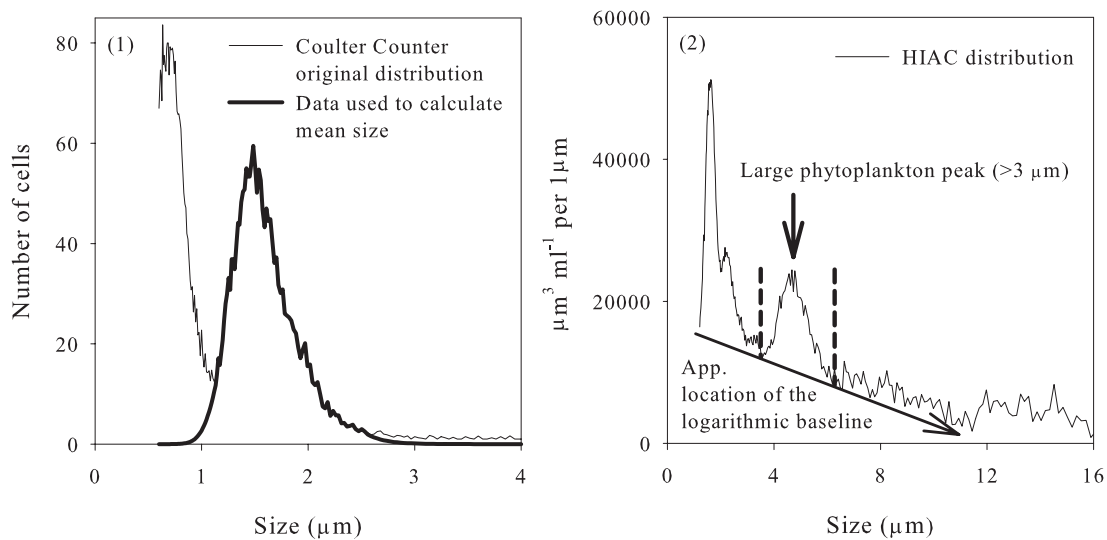 (1)
Coulter Counter
original distribution
Data used to calculate
mean size
Number of cells
80
60
40
20
0
0 1 2 3 4
Size (μm)
(2)
HIAC distribution
Large phytoplankton peak (>3 μm)
App.
location of the
logarithmic baseline
μm³ ml⁻¹ per 1μm
60000
40000
20000
0
0 4 8 12 16
Size (μm)